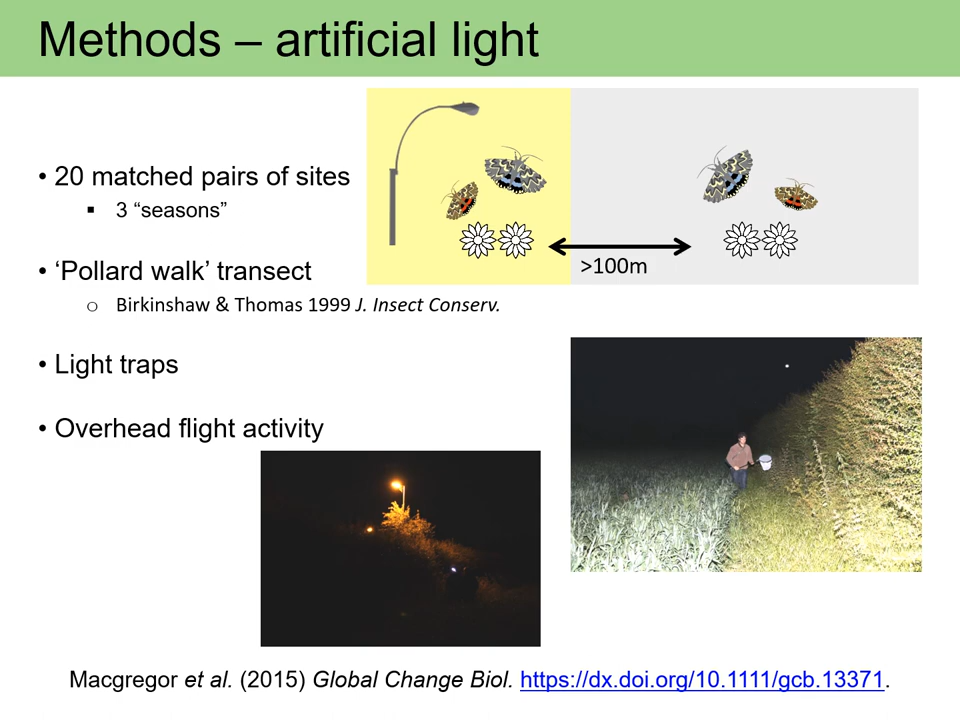 Methods – artificial light
• 20 matched pairs of sites
▪ 3 “seasons”
>100m
• ‘Pollard walk’ transect
o Birkinshaw & Thomas 1999 J. Insect Conserv.
• Light traps
• Overhead flight activity
Macgregor et al. (2015) Global Change Biol. https://dx.doi.org/10.1111/gcb.13371.